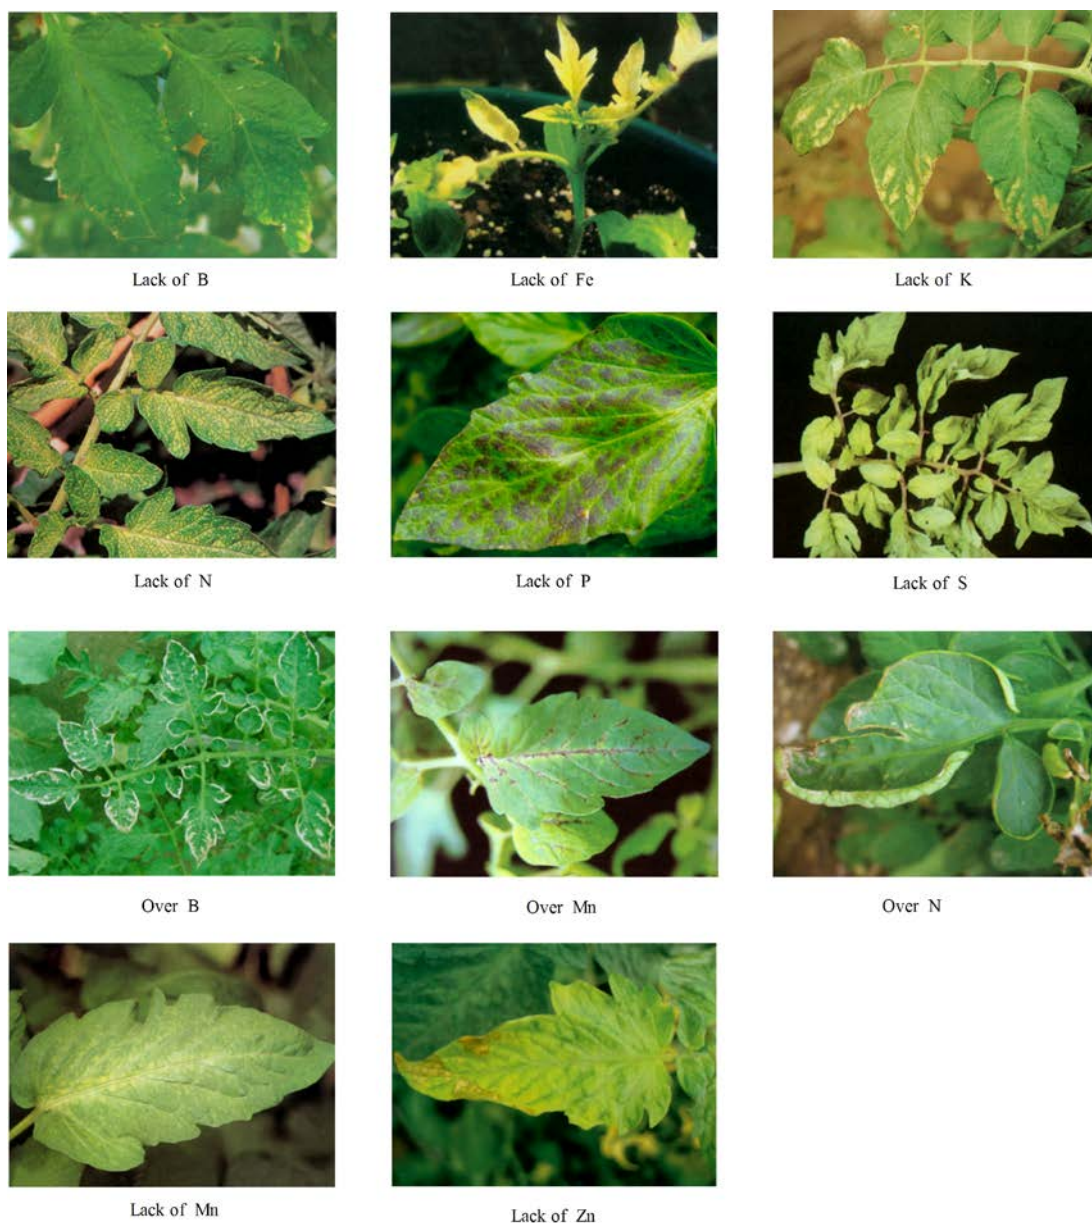 Lack of B
Lack of Fe
Lack of K
Lack of N
Lack of P
Lack of S
Over B
Over Mn
Over N
Lack of Mn
Lack of Zn